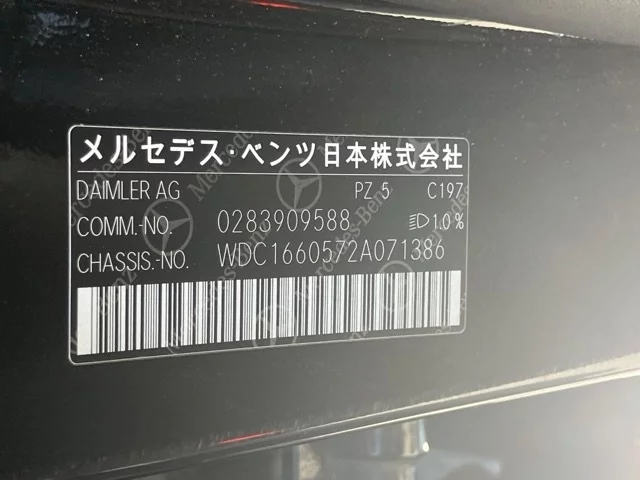 メルセデス・ベンツ日本株式会社
DAIMLER AG PZ 5 C197
COMM.-NO. 0283909588 1.0%
CHASSIS.-NO. WDC1660572A071386